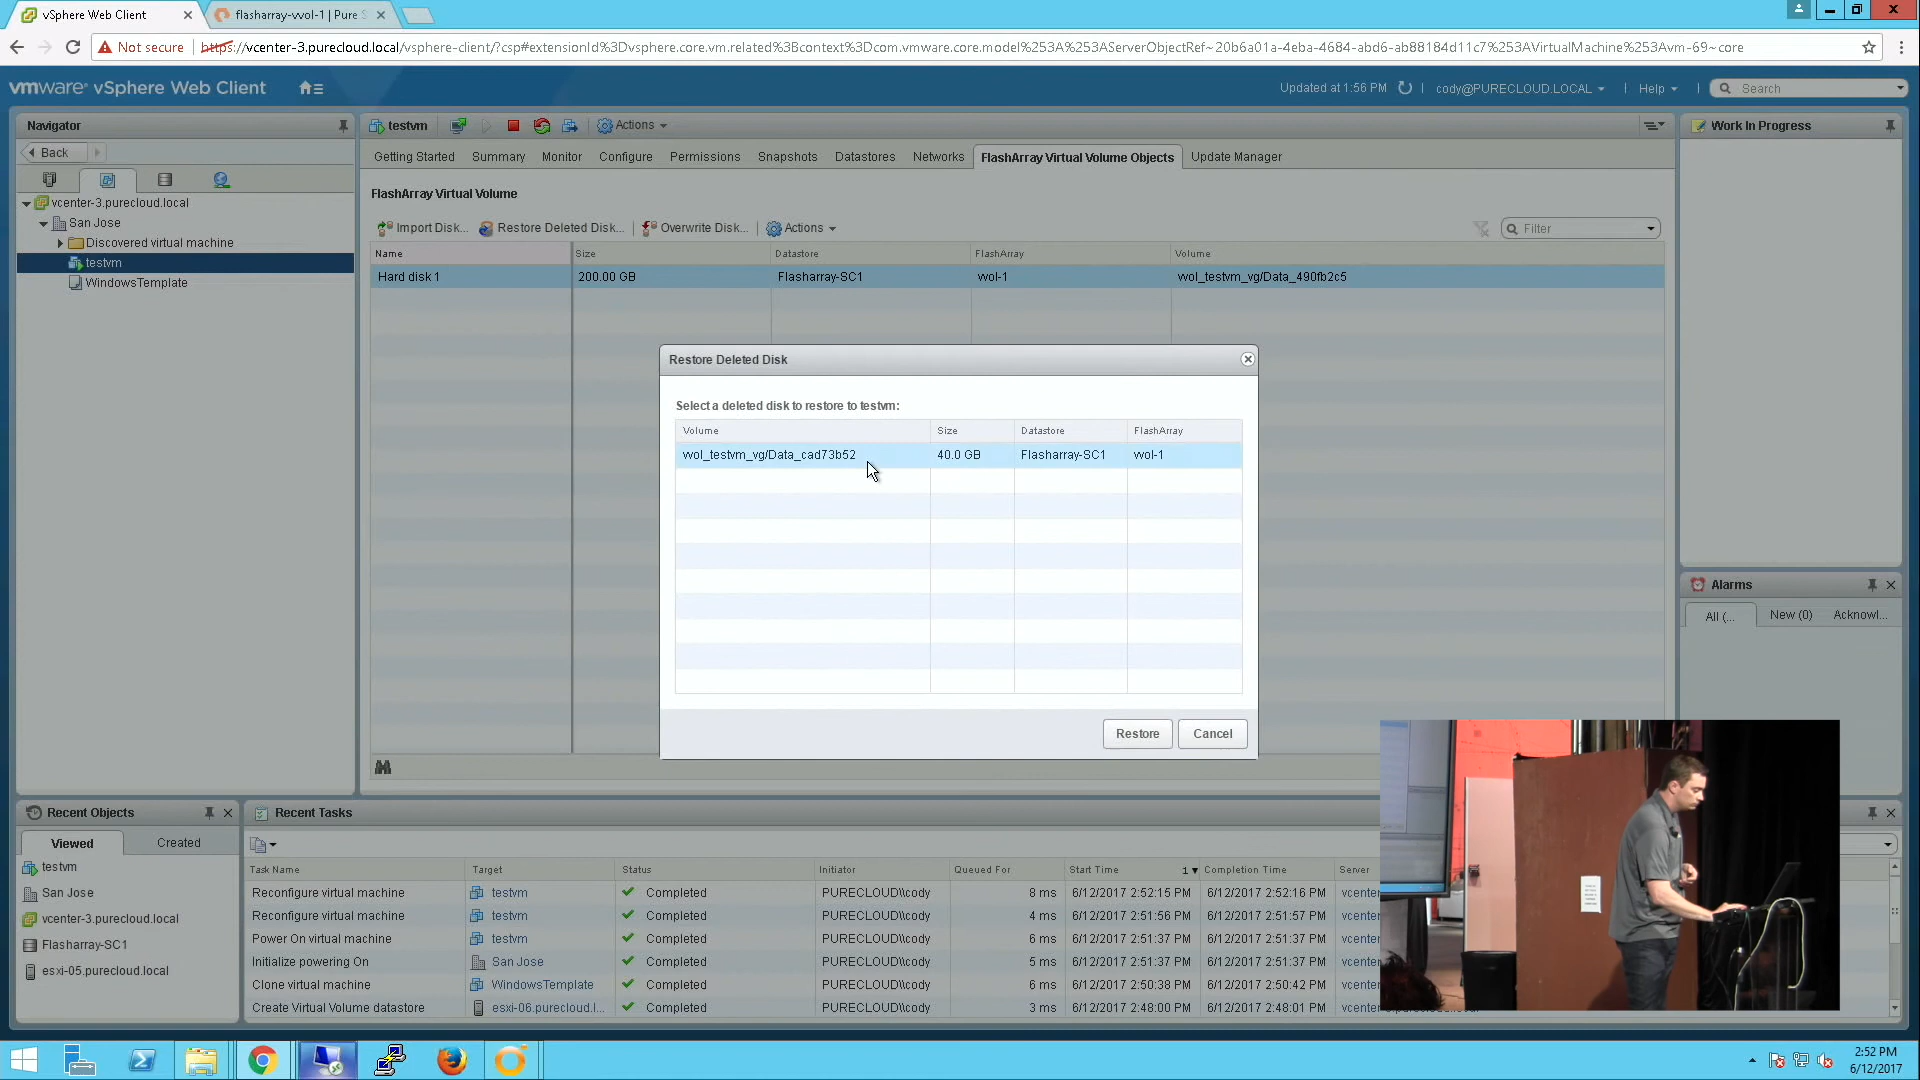 vSphere Web Client
flasharray-vvol-1 | Pure S
Not secure
https://vcenter-3.purecloud.local/vsphere-client/?csp#extensionId%3Dvsphere.core.vm.related%3Bcontext%3Dcom.vmware.core.model%253A%253AServerObjectRef~20b6a01a-4eba-4684-abd6-ab88184d11c7%253AVirtualMachine%253Avm-69~core
vmware® vSphere Web Client
Updated at 1:56 PM
cody@PURECLOUD.LOCAL
Help
Search
Navigator
Back
vcenter-3.purecloud.local
San Jose
Discovered virtual machine
testvm
WindowsTemplate
testvm
Actions
Getting Started Summary Monitor Configure Permissions Snapshots Datastores Networks FlashArray Virtual Volume Objects Update Manager
FlashArray Virtual Volume
Import Disk... Restore Deleted Disk... Overwrite Disk... Actions
Filter
Name Size Datastore FlashArray Volume
Hard disk 1 200.00 GB Flasharray-SC1 vvol-1 vvol_testvm_vg/Data_490fb2c5
Restore Deleted Disk
Select a deleted disk to restore to testvm:
Volume Size Datastore FlashArray
vvol_testvm_vg/Data_cad73b52 40.0 GB Flasharray-SC1 vvol-1
Restore Cancel
Work In Progress
Alarms
All (... New (0) Acknowl...
Recent Objects
Viewed Created
testvm
San Jose
vcenter-3.purecloud.local
Flasharray-SC1
esxi-05.purecloud.local
Recent Tasks
Task Name Target Status Initiator Queued For Start Time 1 Completion Time Server
Reconfigure virtual machine testvm Completed PURECLOUD\\cody 8 ms 6/12/2017 2:52:15 PM 6/12/2017 2:52:16 PM vcente
Reconfigure virtual machine testvm Completed PURECLOUD\\cody 4 ms 6/12/2017 2:51:56 PM 6/12/2017 2:51:57 PM vcente
Power On virtual machine testvm Completed PURECLOUD\\cody 6 ms 6/12/2017 2:51:37 PM 6/12/2017 2:51:37 PM vcente
Initialize powering On San Jose Completed PURECLOUD\\cody 5 ms 6/12/2017 2:51:37 PM 6/12/2017 2:51:37 PM vcente
Clone virtual machine WindowsTemplate Completed PURECLOUD\\cody 6 ms 6/12/2017 2:50:38 PM 6/12/2017 2:50:42 PM vcente
Create Virtual Volume datastore esxi-06.purecloud.l... Completed PURECLOUD\\cody 3 ms 6/12/2017 2:48:00 PM 6/12/2017 2:48:01 PM
2:52 PM
6/12/2017